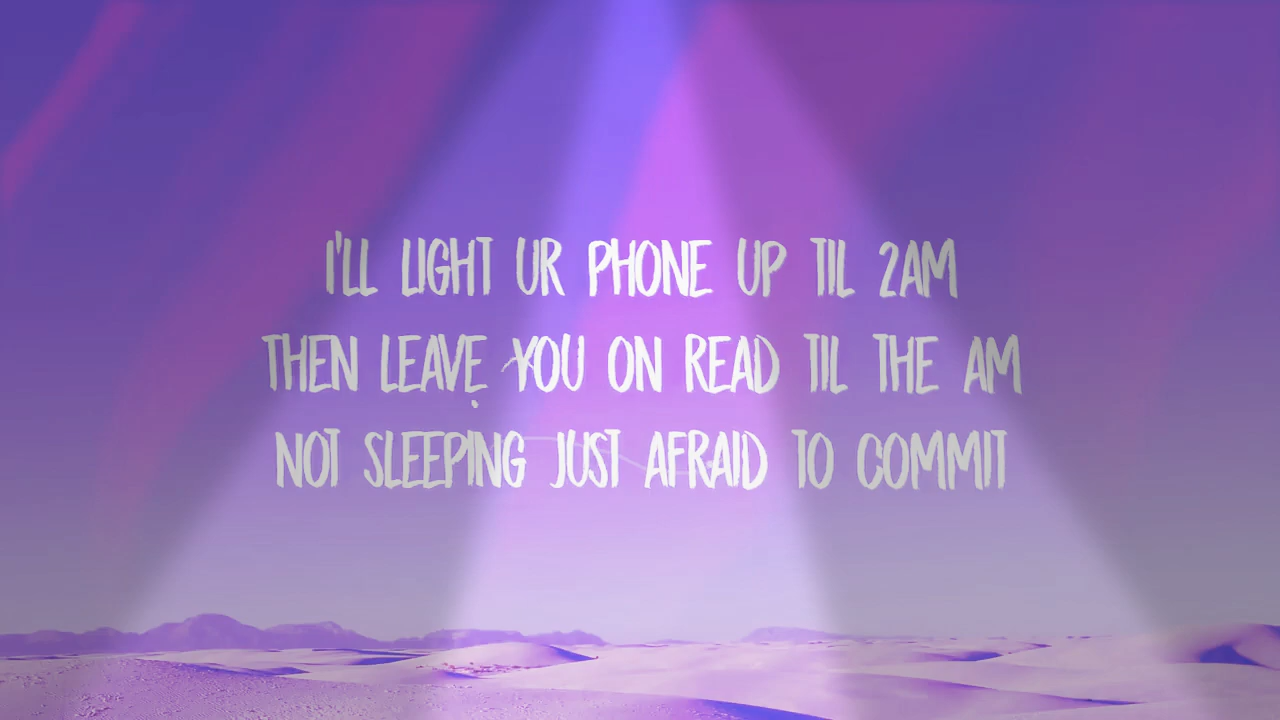 I'LL LIGHT UR PHONE UP TIL 2AM
THEN LEAVE YOU ON READ TIL THE AM
NOT SLEEPING JUST AFRAID TO COMMIT